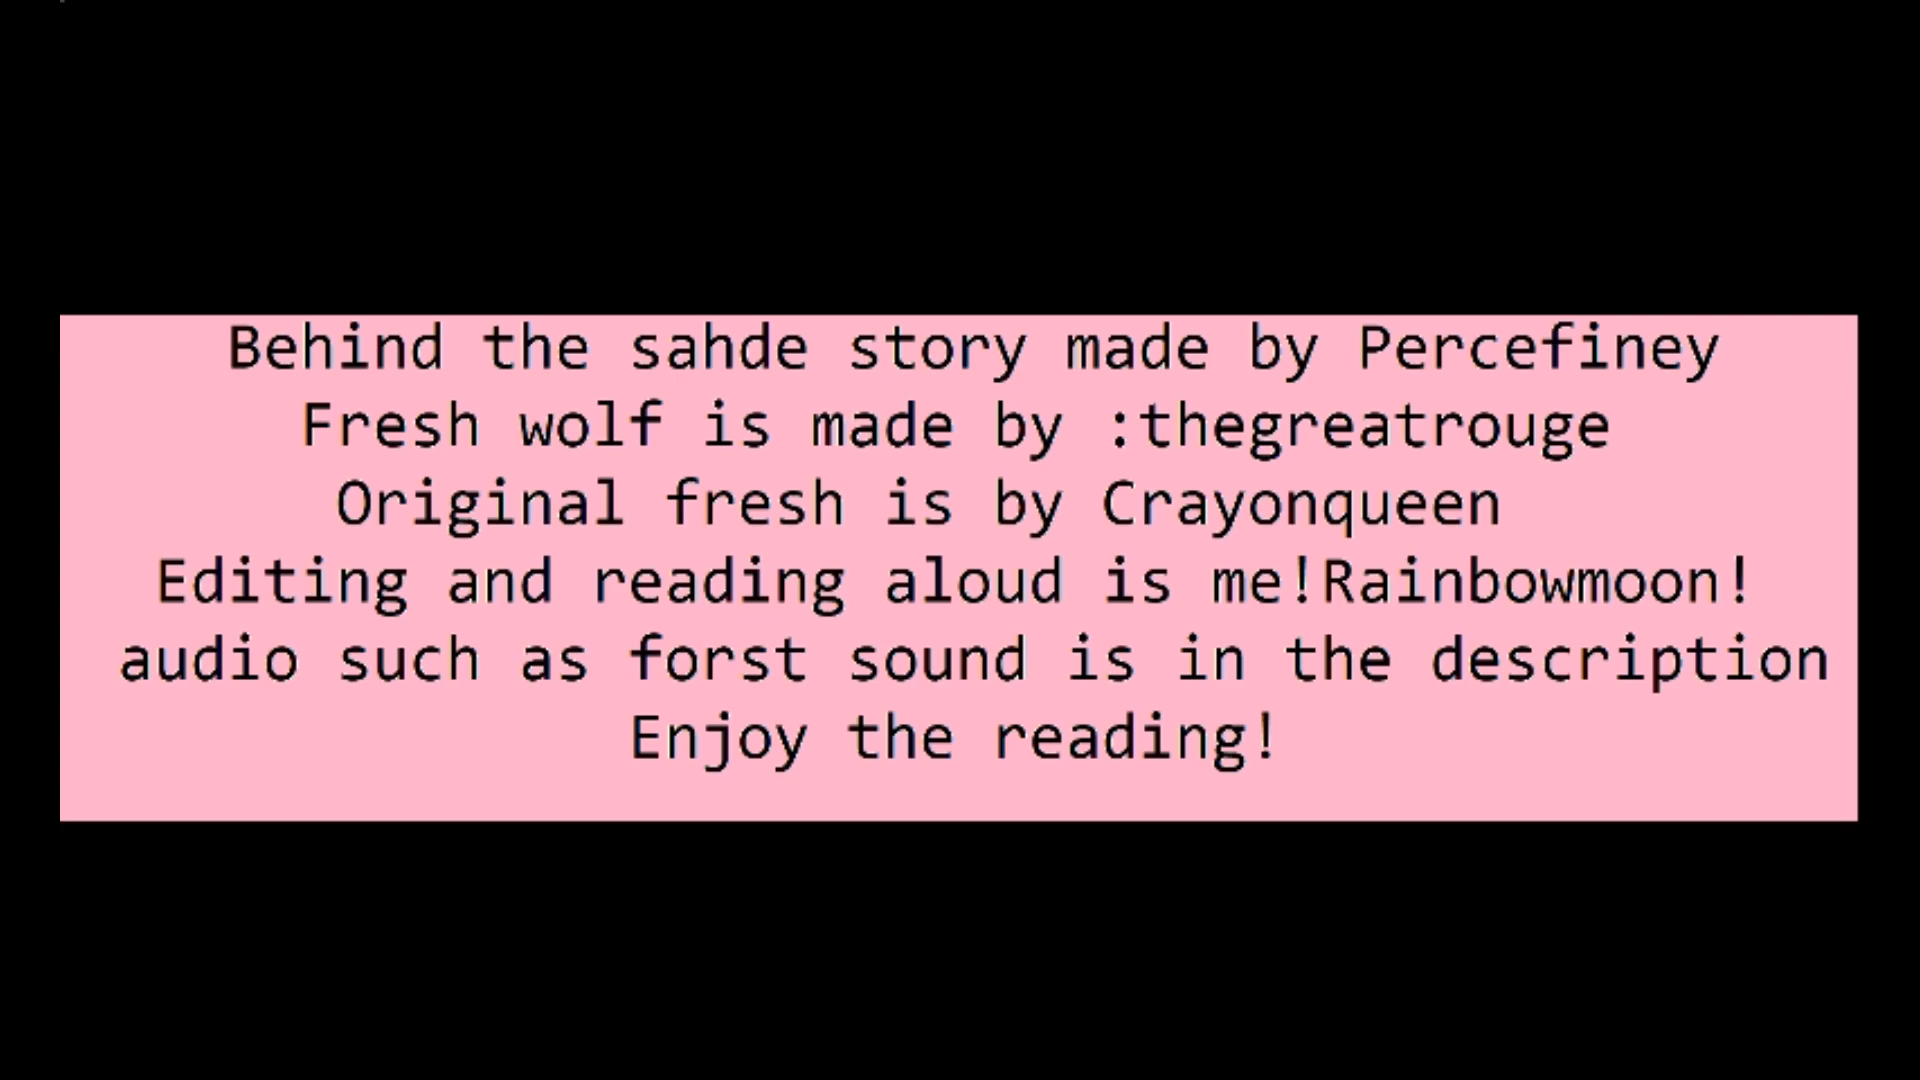 Behind the sahde story made by Percefiney
Fresh wolf is made by :thegreatrouge
Original fresh is by Crayonqueen
Editing and reading aloud is me!Rainbowmoon!
audio such as forst sound is in the description
Enjoy the reading!